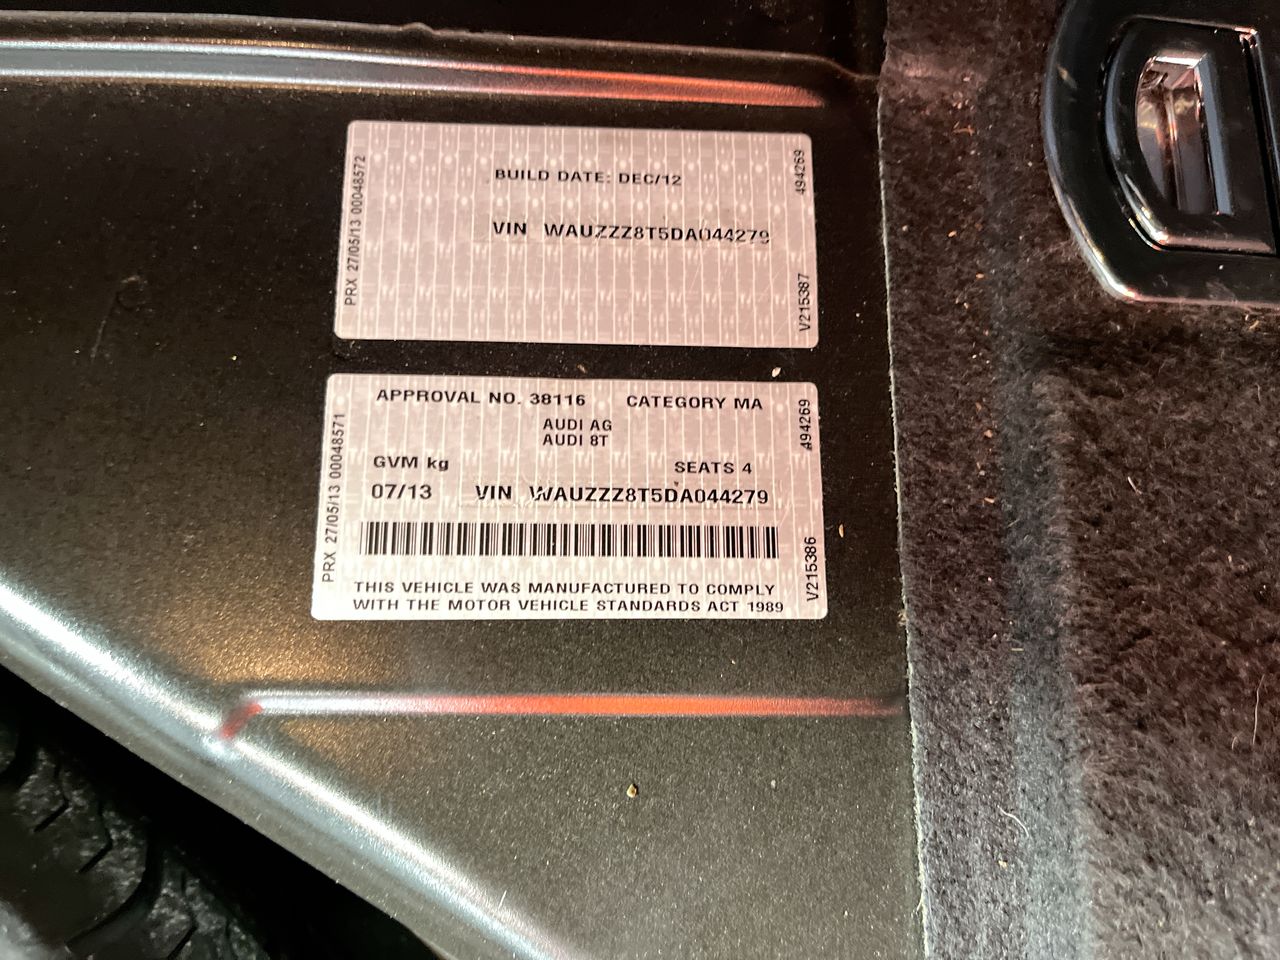 PRX 27/05/13 00048572
BUILD DATE: DEC/12
VIN WAUZZZ8T5DA044279
494269
V215387
PRX 27/05/13 00048571
APPROVAL NO. 38116 CATEGORY MA
AUDI AG
AUDI 8T
GVM kg SEATS 4
07/13 VIN WAUZZZ8T5DA044279
THIS VEHICLE WAS MANUFACTURED TO COMPLY
WITH THE MOTOR VEHICLE STANDARDS ACT 1989
494269
V215386